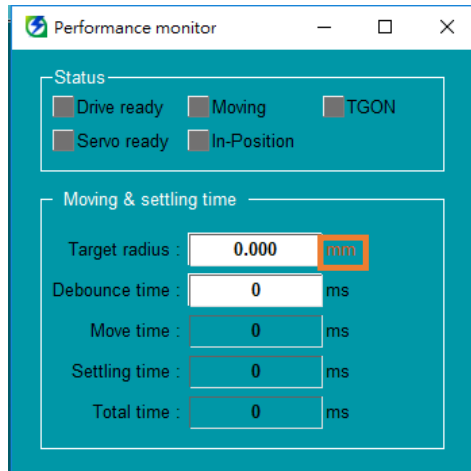 Performance monitor
Status
Drive ready Moving TGON
Servo ready In-Position
Moving & settling time
Target radius : 0.000 mm
Debounce time : 0 ms
Move time : 0 ms
Settling time : 0 ms
Total time : 0 ms